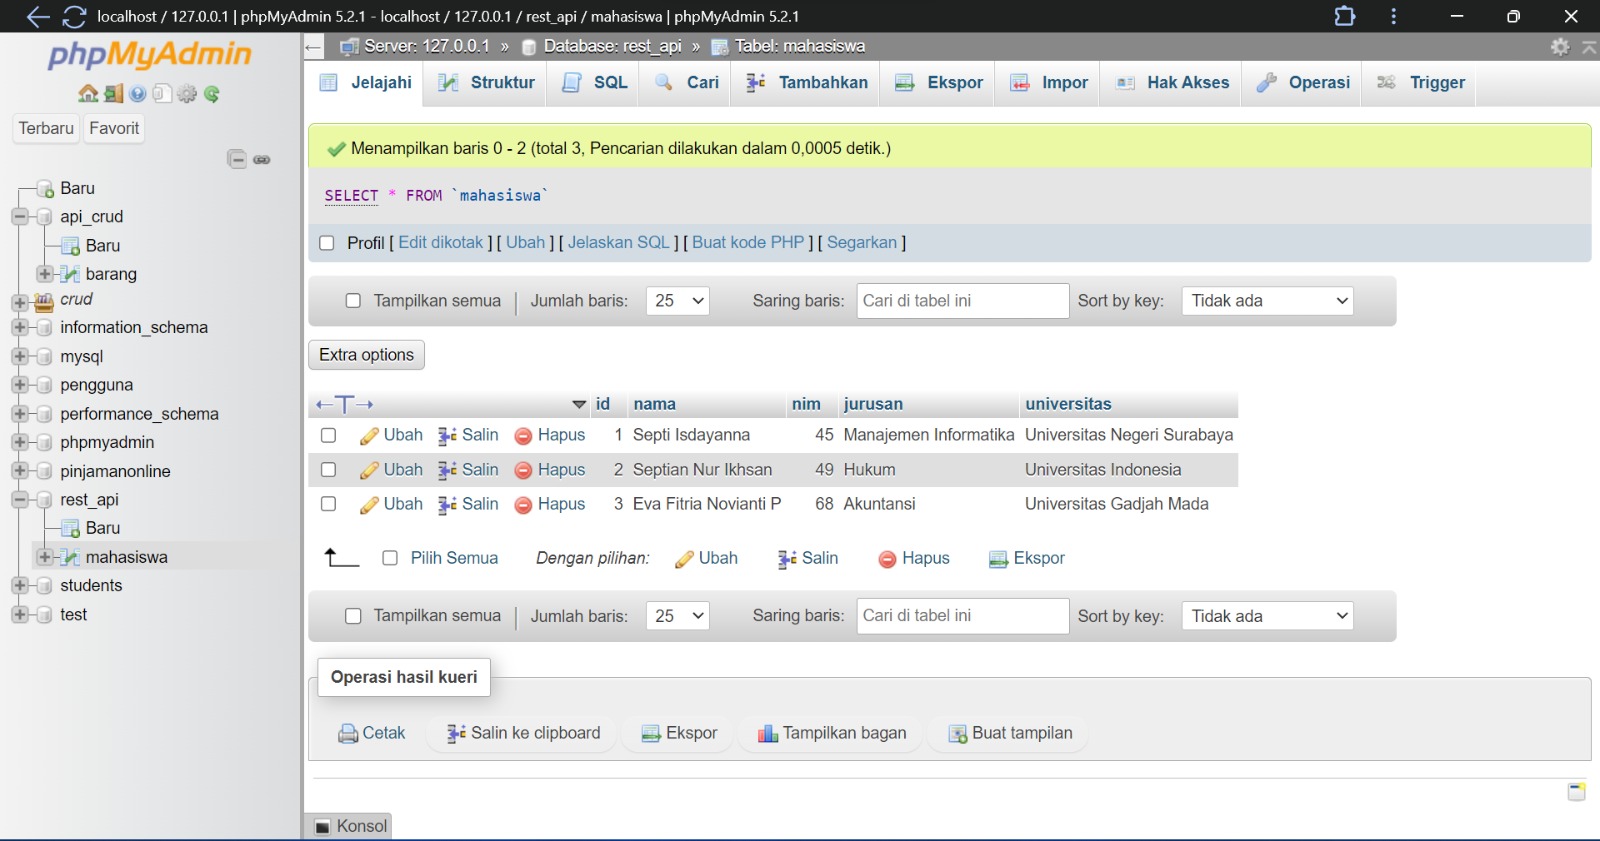 localhost / 127.0.0.1 | phpMyAdmin 5.2.1 - localhost / 127.0.0.1 / rest_api / mahasiswa | phpMyAdmin 5.2.1
phpMyAdmin
Terbaru Favorit
Baru
api_crud
Baru
barang
crud
information_schema
mysql
pengguna
performance_schema
phpmyadmin
pinjamanonline
rest_api
Baru
mahasiswa
students
test
Server: 127.0.0.1 » Database: rest_api » Tabel: mahasiswa
Jelajahi Struktur SQL Cari Tambahkan Ekspor Impor Hak Akses Operasi Trigger
Menampilkan baris 0 - 2 (total 3, Pencarian dilakukan dalam 0,0005 detik.)
SELECT * FROM `mahasiswa`
Profil [ Edit dikotak ] [ Ubah ] [ Jelaskan SQL ] [ Buat kode PHP ] [ Segarkan ]
Tampilkan semua | Jumlah baris: 25 Saring baris: Cari di tabel ini Sort by key: Tidak ada
Extra options
id nama nim jurusan universitas
Ubah Salin Hapus 1 Septi Isdayanna 45 Manajemen Informatika Universitas Negeri Surabaya
Ubah Salin Hapus 2 Septian Nur Ikhsan 49 Hukum Universitas Indonesia
Ubah Salin Hapus 3 Eva Fitria Novianti P 68 Akuntansi Universitas Gadjah Mada
Pilih Semua Dengan pilihan: Ubah Salin Hapus Ekspor
Tampilkan semua | Jumlah baris: 25 Saring baris: Cari di tabel ini Sort by key: Tidak ada
Operasi hasil kueri
Cetak Salin ke clipboard Ekspor Tampilkan bagan Buat tampilan
Konsol